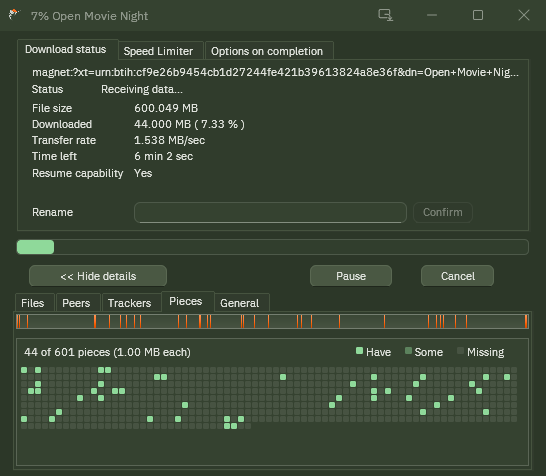 7% Open Movie Night
Download status
Speed Limiter
Options on completion
magnet:?xt=urn:btih:cf9e26b9454cb1d27244fe421b39613824a8e36f&dn=Open+Movie+Nig...
Status Receiving data...
File size 600.049 MB
Downloaded 44.000 MB ( 7.33 % )
Transfer rate 1.538 MB/sec
Time left 6 min 2 sec
Resume capability Yes
Rename Confirm
<< Hide details Pause Cancel
Files Peers Trackers Pieces General
44 of 601 pieces (1.00 MB each) Have Some Missing